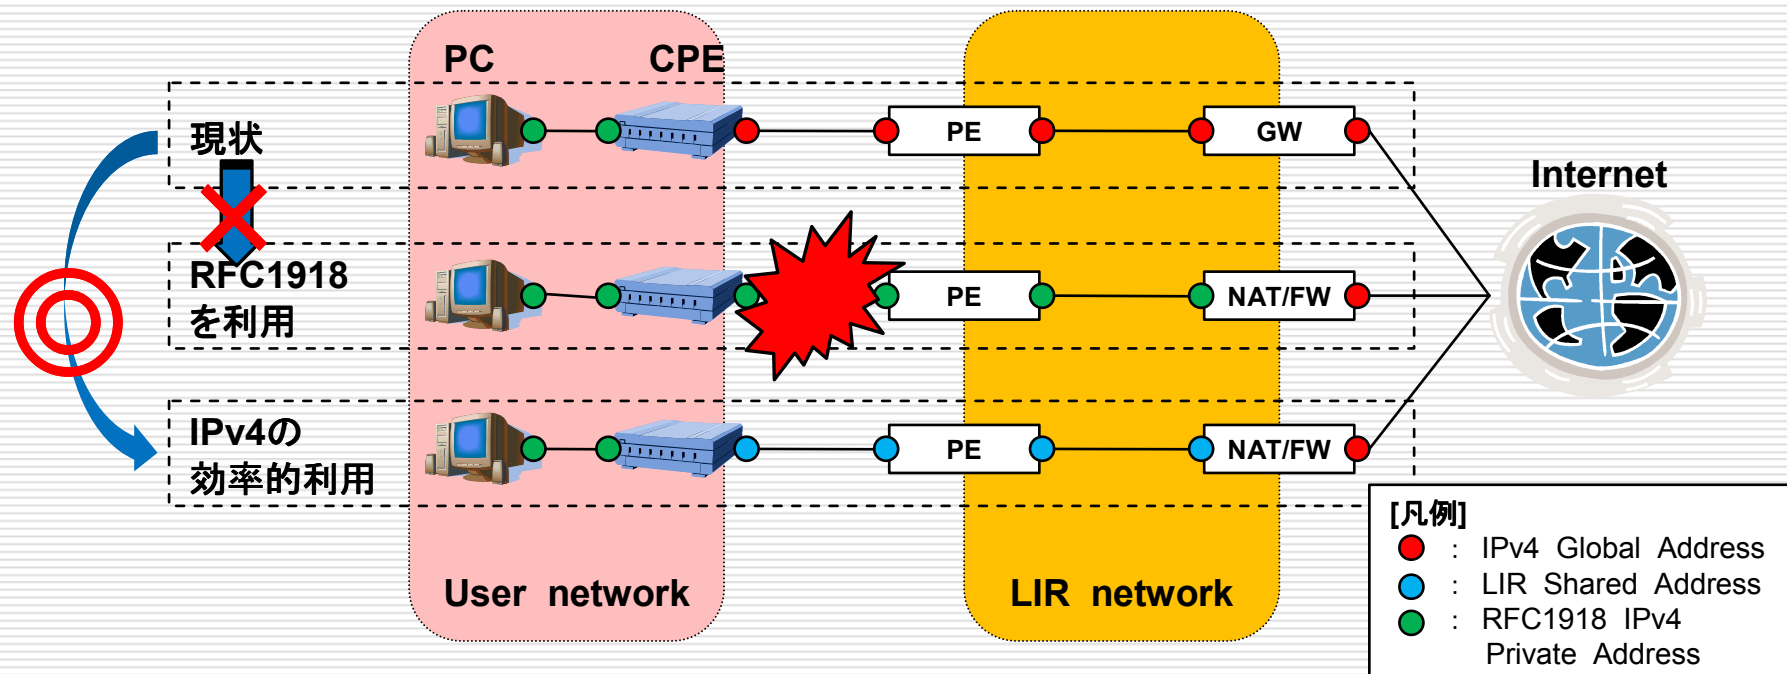 PC
CPE
現状
PE
GW
Internet
RFC1918
を利用
PE
NAT/FW
IPv4の
効率的利用
PE
NAT/FW
User network
LIR network
[凡例]
: IPv4 Global Address
: LIR Shared Address
: RFC1918 IPv4
Private Address